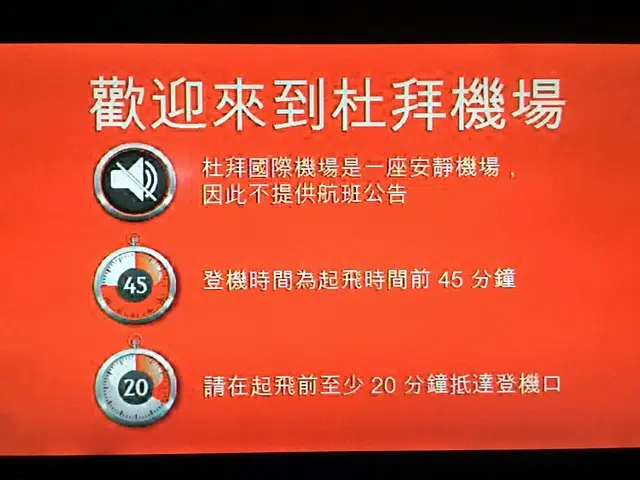 歡迎來到杜拜機場
杜拜國際機場是一座安靜機場，
因此不提供航班公告
45
登機時間為起飛時間前 45 分鐘
20
請在起飛前至少 20 分鐘抵達登機口